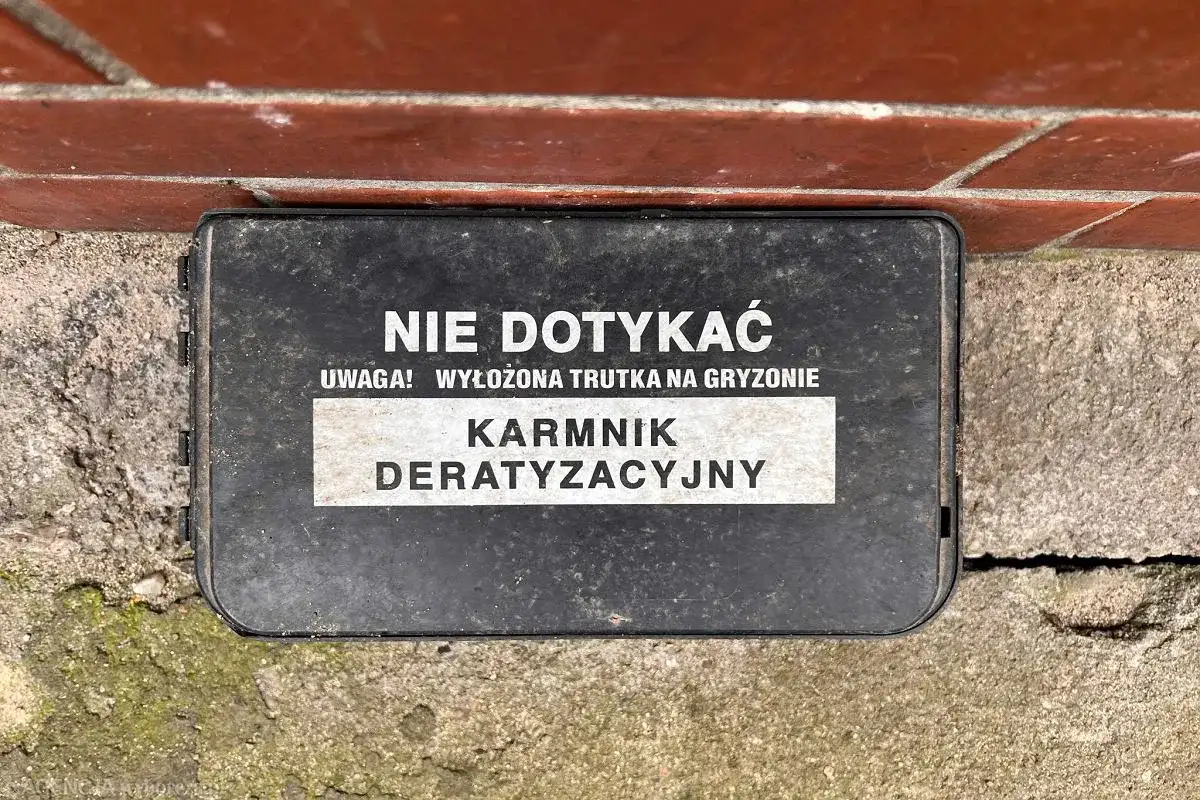 NIE DOTYKAĆ
UWAGA! WYŁOŻONA TRUTKA NA GRYZONIE
KARMNIK
DERATYZACYJNY